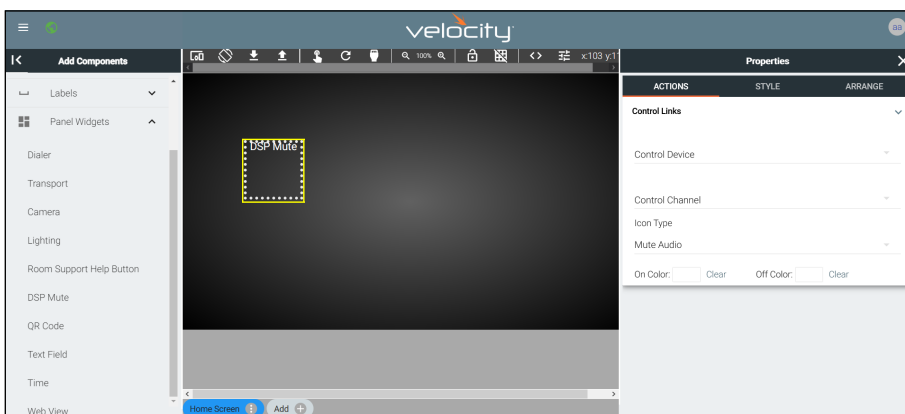 velocity
aa
Add Components
100%
x:103 y:1
Properties
Labels
Panel Widgets
Dialer
Transport
Camera
Lighting
Room Support Help Button
DSP Mute
QR Code
Text Field
Time
Web View
DSP Mute
Home Screen
Add
ACTIONS STYLE ARRANGE
Control Links
Control Device
Control Channel
Icon Type
Mute Audio
On Color: Clear Off Color: Clear